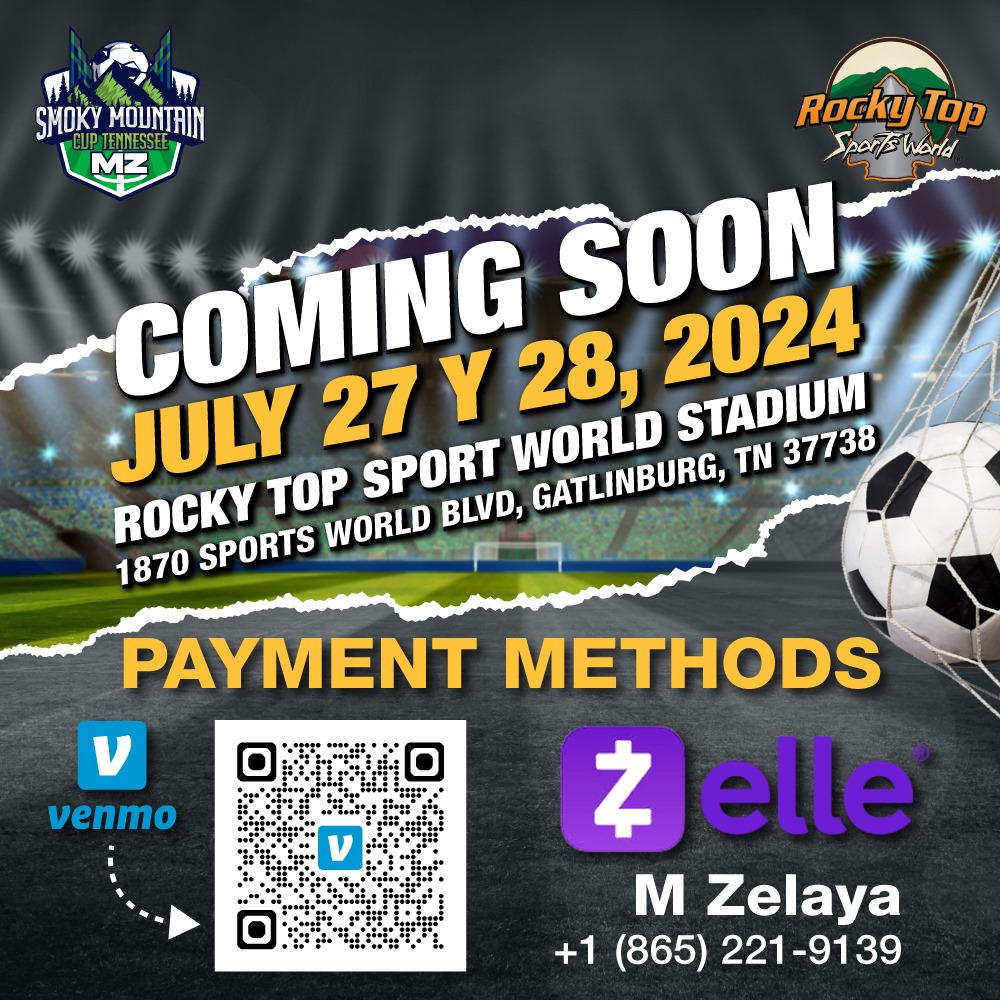 SMOKY MOUNTAIN
CUP TENNESSEE
MZ
Rocky Top
Sports World
COMING SOON
JULY 27 Y 28, 2024
ROCKY TOP SPORT WORLD STADIUM
1870 SPORTS WORLD BLVD, GATLINBURG, TN 37738
PAYMENT METHODS
v
venmo
v
Zelle®
M Zelaya
+1 (865) 221-9139